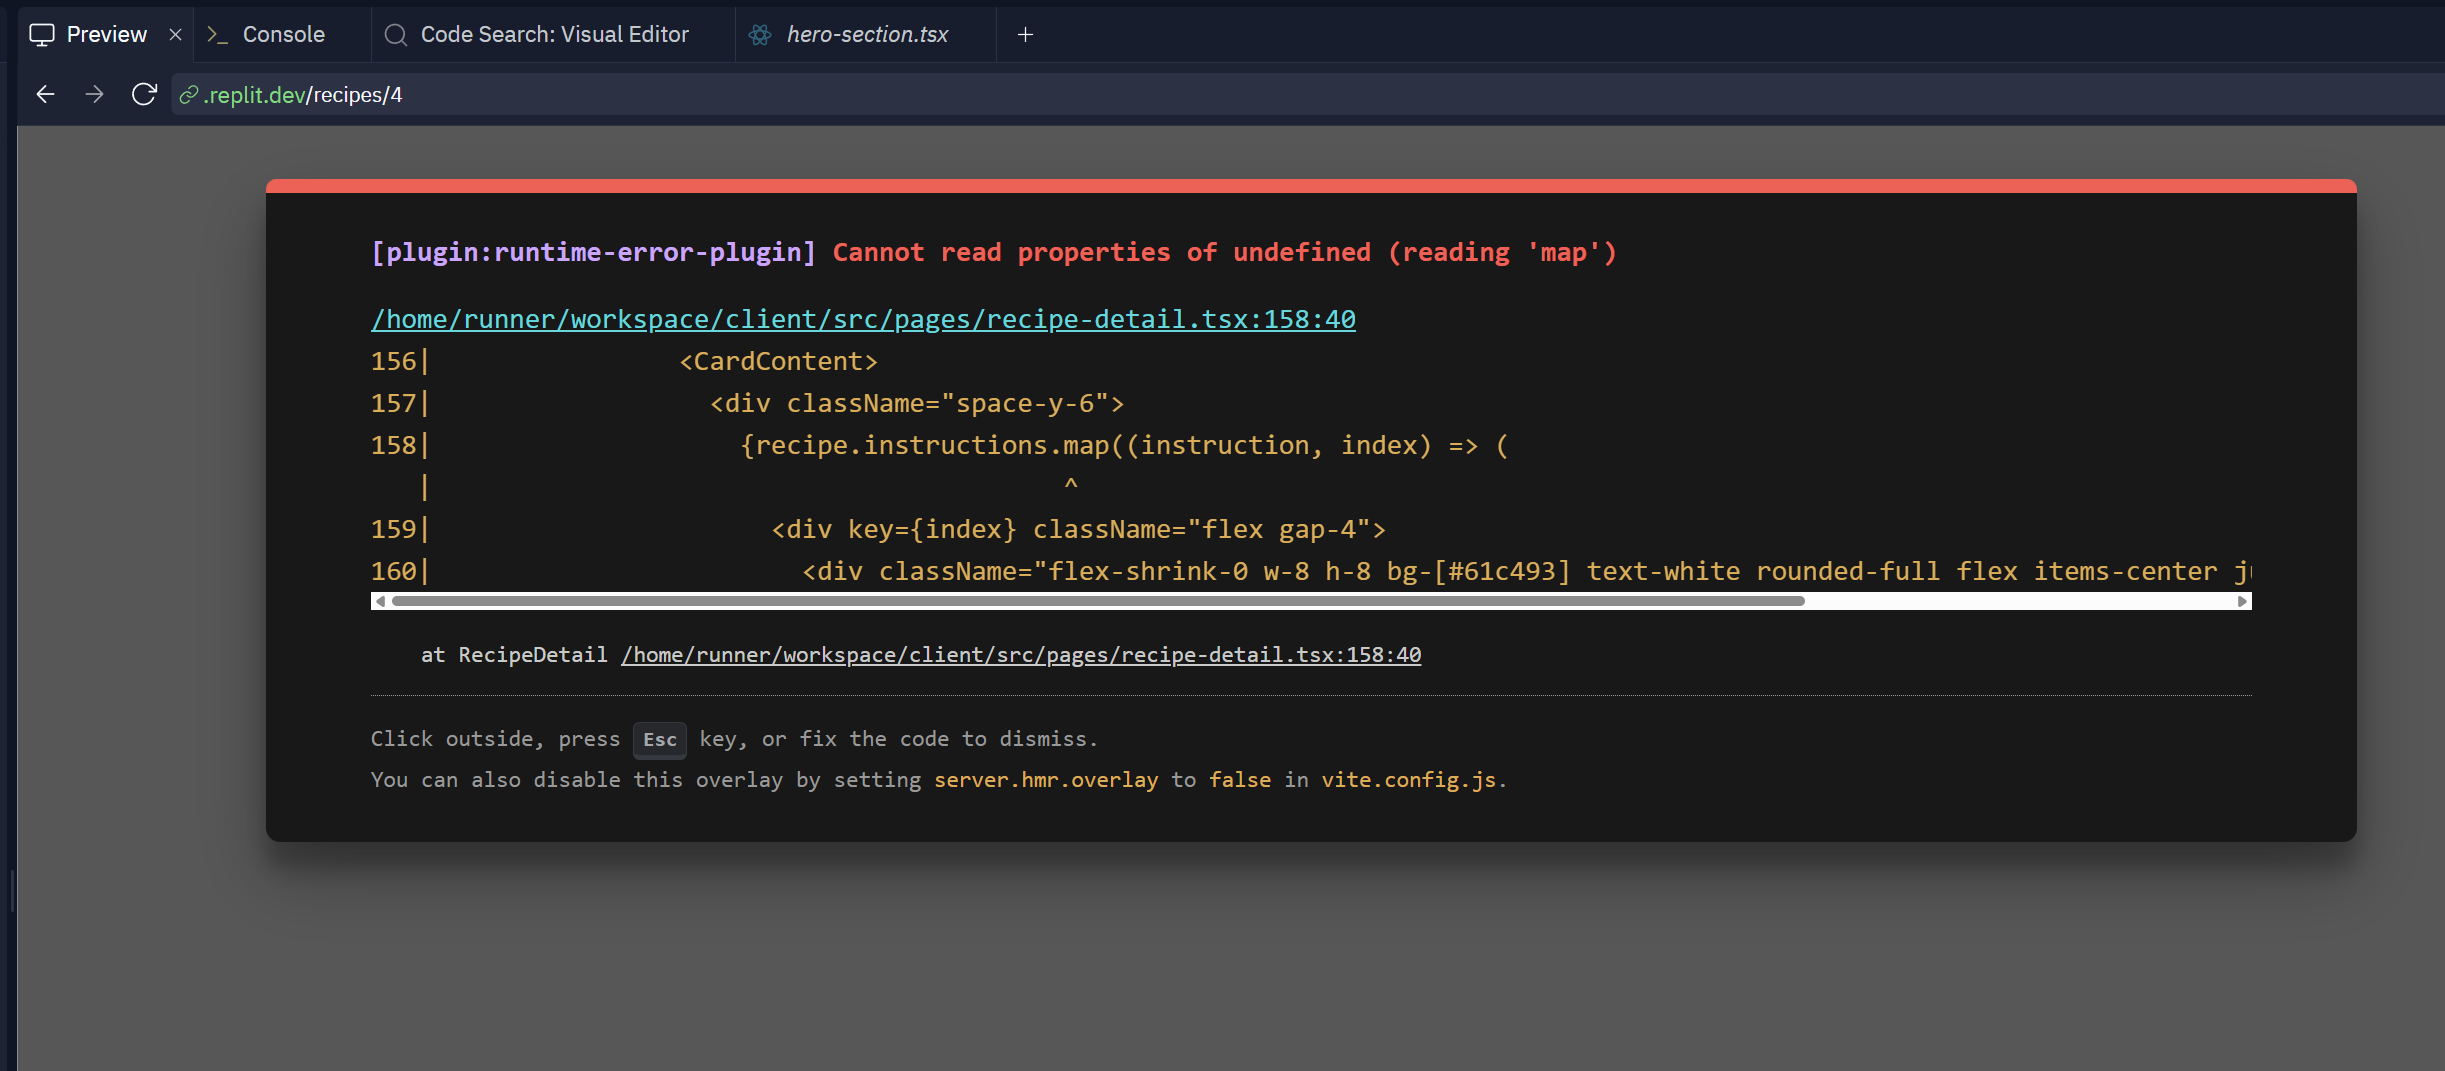 Preview × >_ Console Code Search: Visual Editor hero-section.tsx +
.replit.dev/recipes/4
[plugin:runtime-error-plugin] Cannot read properties of undefined (reading 'map')
/home/runner/workspace/client/src/pages/recipe-detail.tsx:158:40
156|                <CardContent>
157|                  <div className="space-y-6">
158|                    {recipe.instructions.map((instruction, index) => (
   |                                         ^
159|                      <div key={index} className="flex gap-4">
160|                        <div className="flex-shrink-0 w-8 h-8 bg-[#61c493] text-white rounded-full flex items-center
at RecipeDetail /home/runner/workspace/client/src/pages/recipe-detail.tsx:158:40
Click outside, press Esc key, or fix the code to dismiss.
You can also disable this overlay by setting server.hmr.overlay to false in vite.config.js.